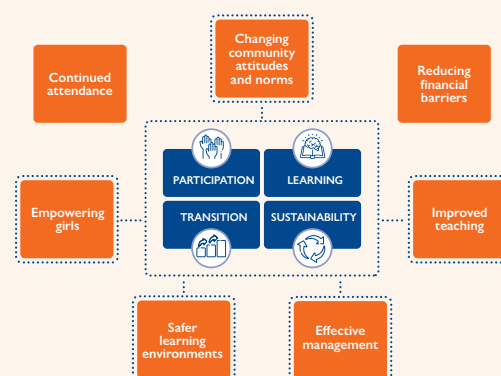 Changing
community
attitudes
and norms
Continued
attendance
Reducing
financial
barriers
PARTICIPATION
LEARNING
TRANSITION
SUSTAINABILITY
Empowering
girls
Improved
teaching
Safer
learning
environments
Effective
management